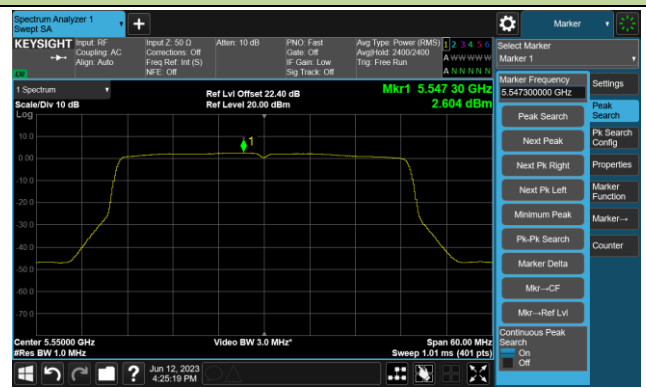 Spectrum Analyzer 1
Swept SA
+
Marker
KEYSIGHT
Input: RF
Coupling: AC
Align: Auto
Input Z: 50 Ω
Corrections: Off
Freq Ref: Int (S)
NFE: Off
Atten: 10 dB
PNO: Fast
Gate: Off
IF Gain: Low
Sig Track: Off
Avg Type: Power (RMS)
Avg|Hold: 2400/2400
Trig: Free Run
1 2 3 4 5 6
A W W W W W
A N N N N N
Select Marker
Marker 1
1 Spectrum
Scale/Div 10 dB
Log
Ref Lvl Offset 22.40 dB
Ref Level 20.00 dBm
Mkr1 5.547 30 GHz
2.604 dBm
10.0
0.00
-10.0
-20.0
-30.0
-40.0
-50.0
-60.0
-70.0
1
Center 5.55000 GHz
#Res BW 1.0 MHz
Video BW 3.0 MHz*
Span 60.00 MHz
Sweep 1.01 ms (401 pts)
Marker Frequency
5.547300000 GHz
Peak Search
Next Peak
Next Pk Right
Next Pk Left
Minimum Peak
Pk-Pk Search
Marker Delta
Mkr→CF
Mkr→Ref Lvl
Continuous Peak
Search
On
Off
Settings
Peak
Search
Pk Search
Config
Properties
Marker
Function
Marker→
Counter
?
Jun 12, 2023
4:25:19 PM